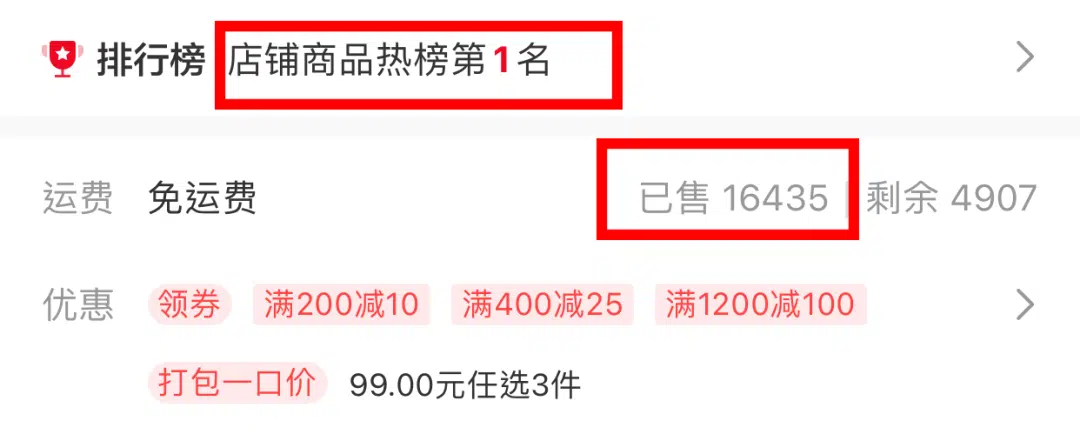 排行榜 店铺商品热榜第1名
运费 免运费 已售 16435 | 剩余 4907
优惠 领券 满200减10 满400减25 满1200减100
打包一口价 99.00元任选3件